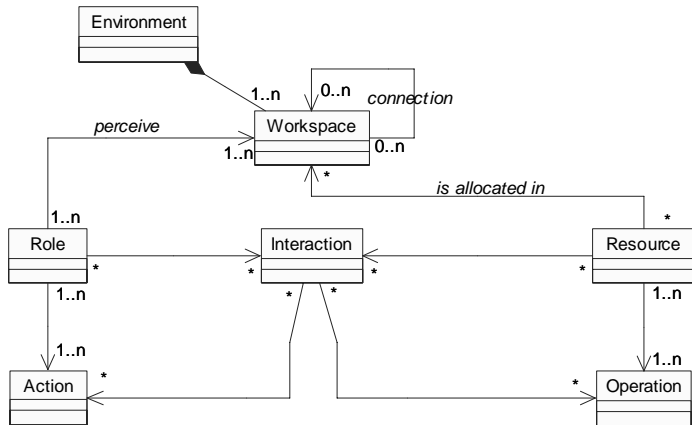 Environment
1..n
0..n
connection
Workspace
perceive
1..n
0..n
*
is allocated in
1..n
*
Role
Interaction
Resource
*
*
*
*
1..n
*
*
1..n
1..n
*
*
1..n
Action
Operation